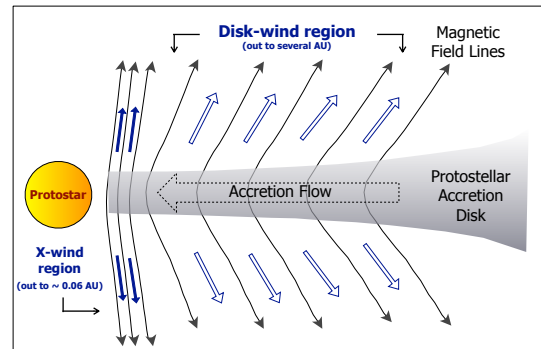 Disk-wind region
(out to several AU)
Magnetic
Field Lines
Protostar
Accretion Flow
Protostellar
Accretion
Disk
X-wind
region
(out to ~ 0.06 AU)